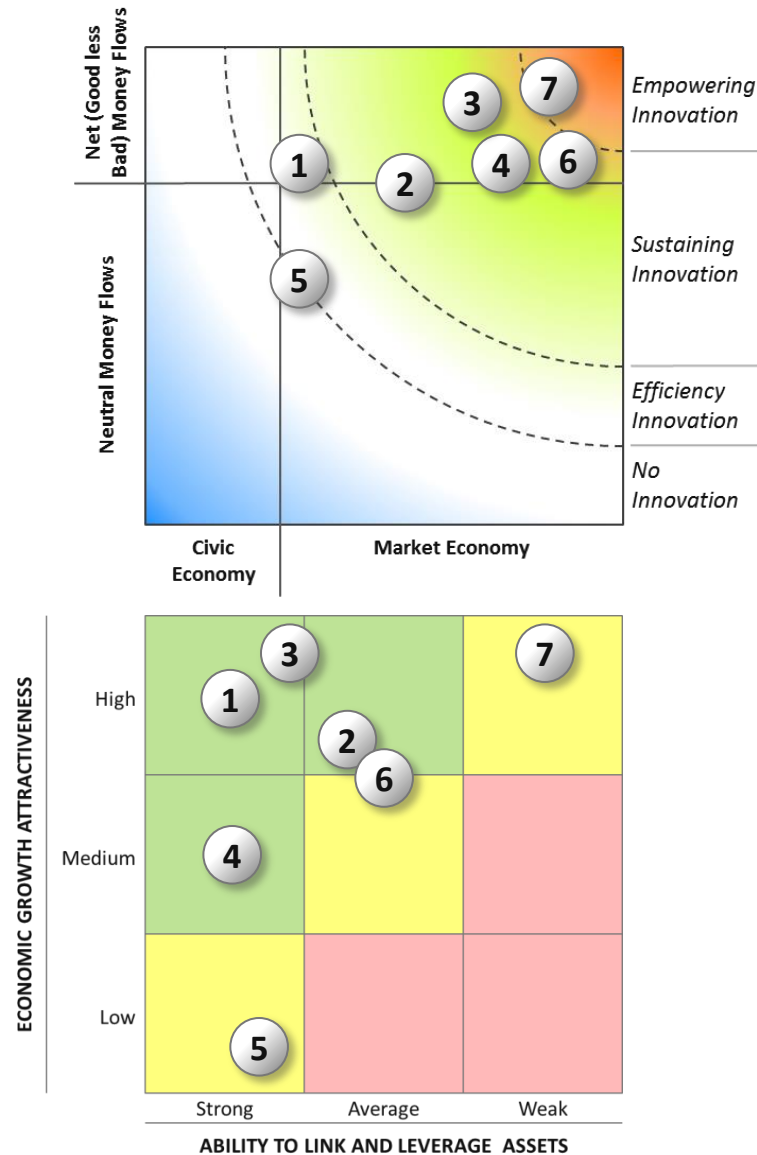 Net (Good less
Bad) Money Flows
Neutral Money Flows
7
3
1
2
4
6
5
Empowering
Innovation
Sustaining
Innovation
Efficiency
Innovation
No
Innovation
Civic
Economy
Market Economy
ECONOMIC GROWTH ATTRACTIVENESS
High
Medium
Low
3
7
1
2
6
4
5
Strong
Average
Weak
ABILITY TO LINK AND LEVERAGE ASSETS